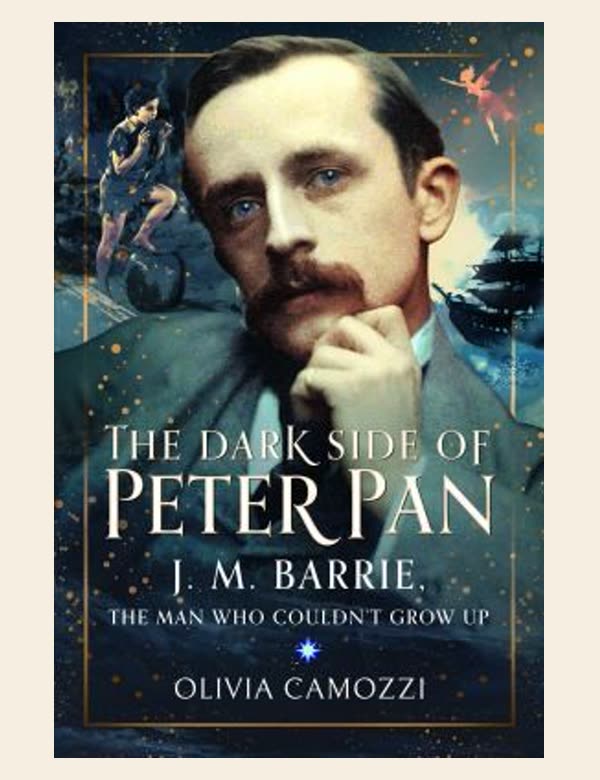 THE DARK SIDE OF
PETER PAN
J. M. BARRIE,
THE MAN WHO COULDN'T GROW UP
OLIVIA CAMOZZI